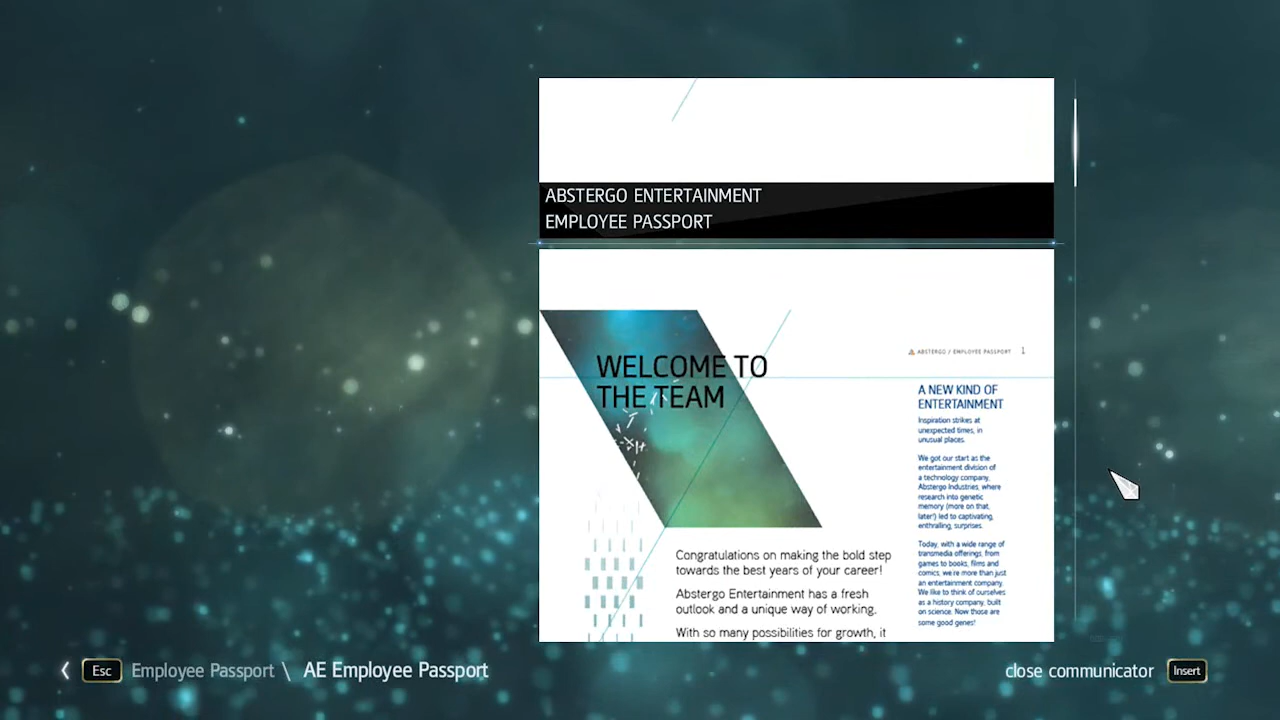 ABSTERGO ENTERTAINMENT
EMPLOYEE PASSPORT
WELCOME TO
THE TEAM
Congratulations on making the bold step
towards the best years of your career!
Abstergo Entertainment has a fresh
outlook and a unique way of working.
With so many possibilities for growth, it
ABSTERGO / EMPLOYEE PASSPORT 1
A NEW KIND OF
ENTERTAINMENT
Inspiration strikes at
unexpected times, in
unusual places.
We got our start as the
entertainment division of
a technology company,
Abstergo Industries, where
research into genetic
memory (more on that,
later!) led to captivating,
enthralling, surprises.
Today, with a wide range of
transmedia offerings, from
games to books, films and
comics, we're more than just
an entertainment company.
We like to think of ourselves
as a history company, built
on science. Now those are
some good genes!
Esc Employee Passport \ AE Employee Passport
close communicator Insert